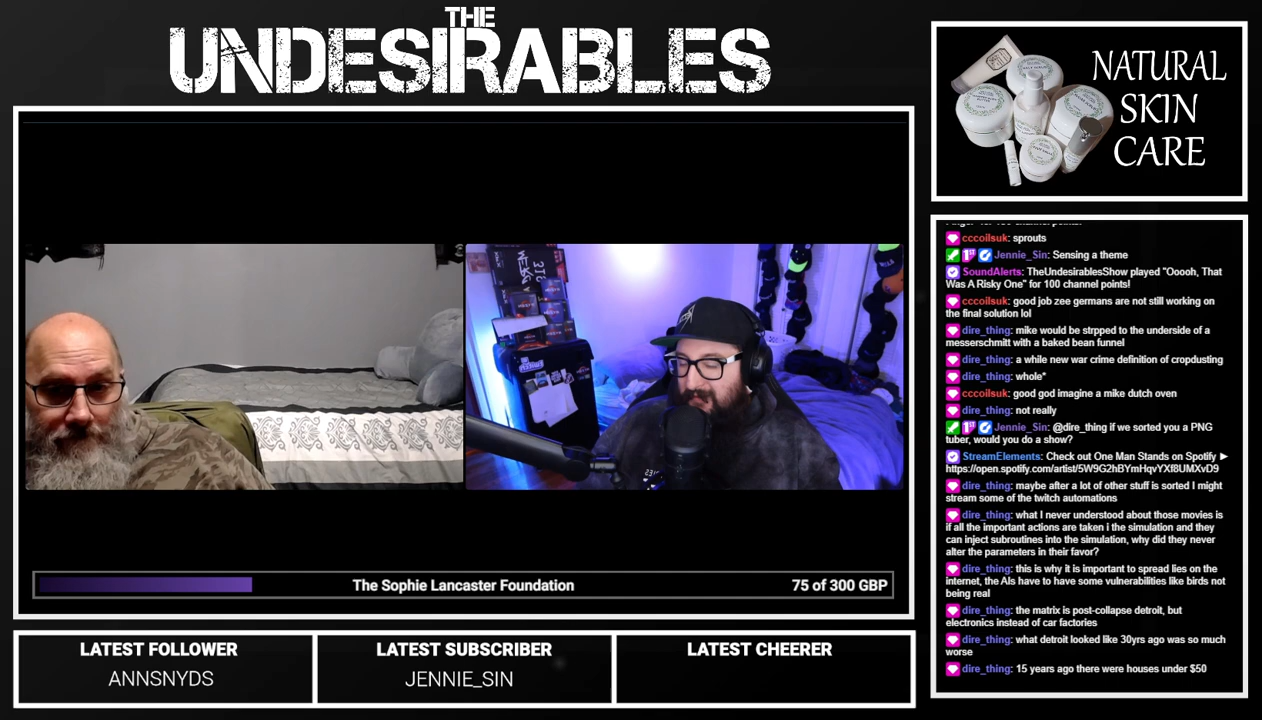 THE
UNDESIRABLES
NATURAL
SKIN
CARE
cccoilsuk: sprouts
Jennie_Sin: Sensing a theme
SoundAlerts: TheUndesirablesShow played "Ooooh, That
Was A Risky One" for 100 channel points!
cccoilsuk: good job zee germans are not still working on
the final solution lol
dire_thing: mike would be strpped to the underside of a
messerschmitt with a baked bean funnel
dire_thing: a while new war crime definition of cropdusting
dire_thing: whole*
cccoilsuk: good god imagine a mike dutch oven
dire_thing: not really
Jennie_Sin: @dire_thing if we sorted you a PNG
tuber, would you do a show?
StreamElements: Check out One Man Stands on Spotify ►
https://open.spotify.com/artist/5W9G2hBYmHqvYXf8UMXvD9
dire_thing: maybe after a lot of other stuff is sorted I might
stream some of the twitch automations
dire_thing: what I never understood about those movies is
if all the important actions are taken i the simulation and they
can inject subroutines into the simulation, why did they never
alter the parameters in their favor?
dire_thing: this is why it is important to spread lies on the
internet, the AIs have to have some vulnerabilities like birds not
being real
dire_thing: the matrix is post-collapse detroit, but
electronics instead of car factories
dire_thing: what detroit looked like 30yrs ago was so much
worse
dire_thing: 15 years ago there were houses under $50
The Sophie Lancaster Foundation
75 of 300 GBP
LATEST FOLLOWER
ANNSNYDS
LATEST SUBSCRIBER
JENNIE_SIN
LATEST CHEERER